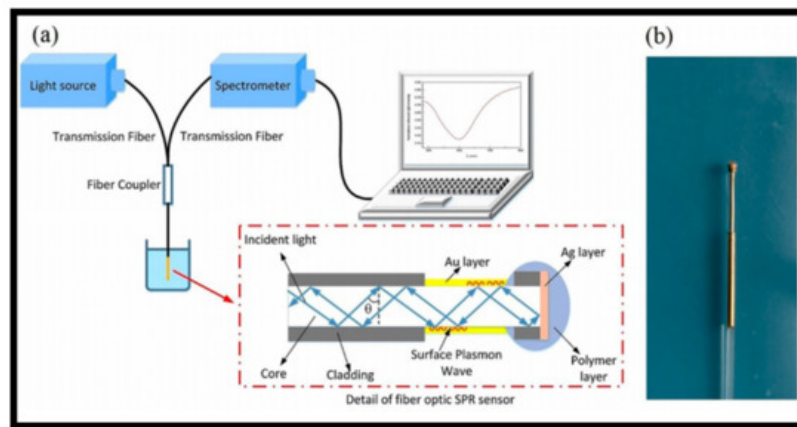 (a)
(b)
Light source
Spectrometer
Transmission Fiber
Transmission Fiber
Fiber Coupler
Incident light
Au layer
Ag layer
θ
Core
Cladding
Surface Plasmon
Wave
Polymer
layer
Detail of fiber optic SPR sensor